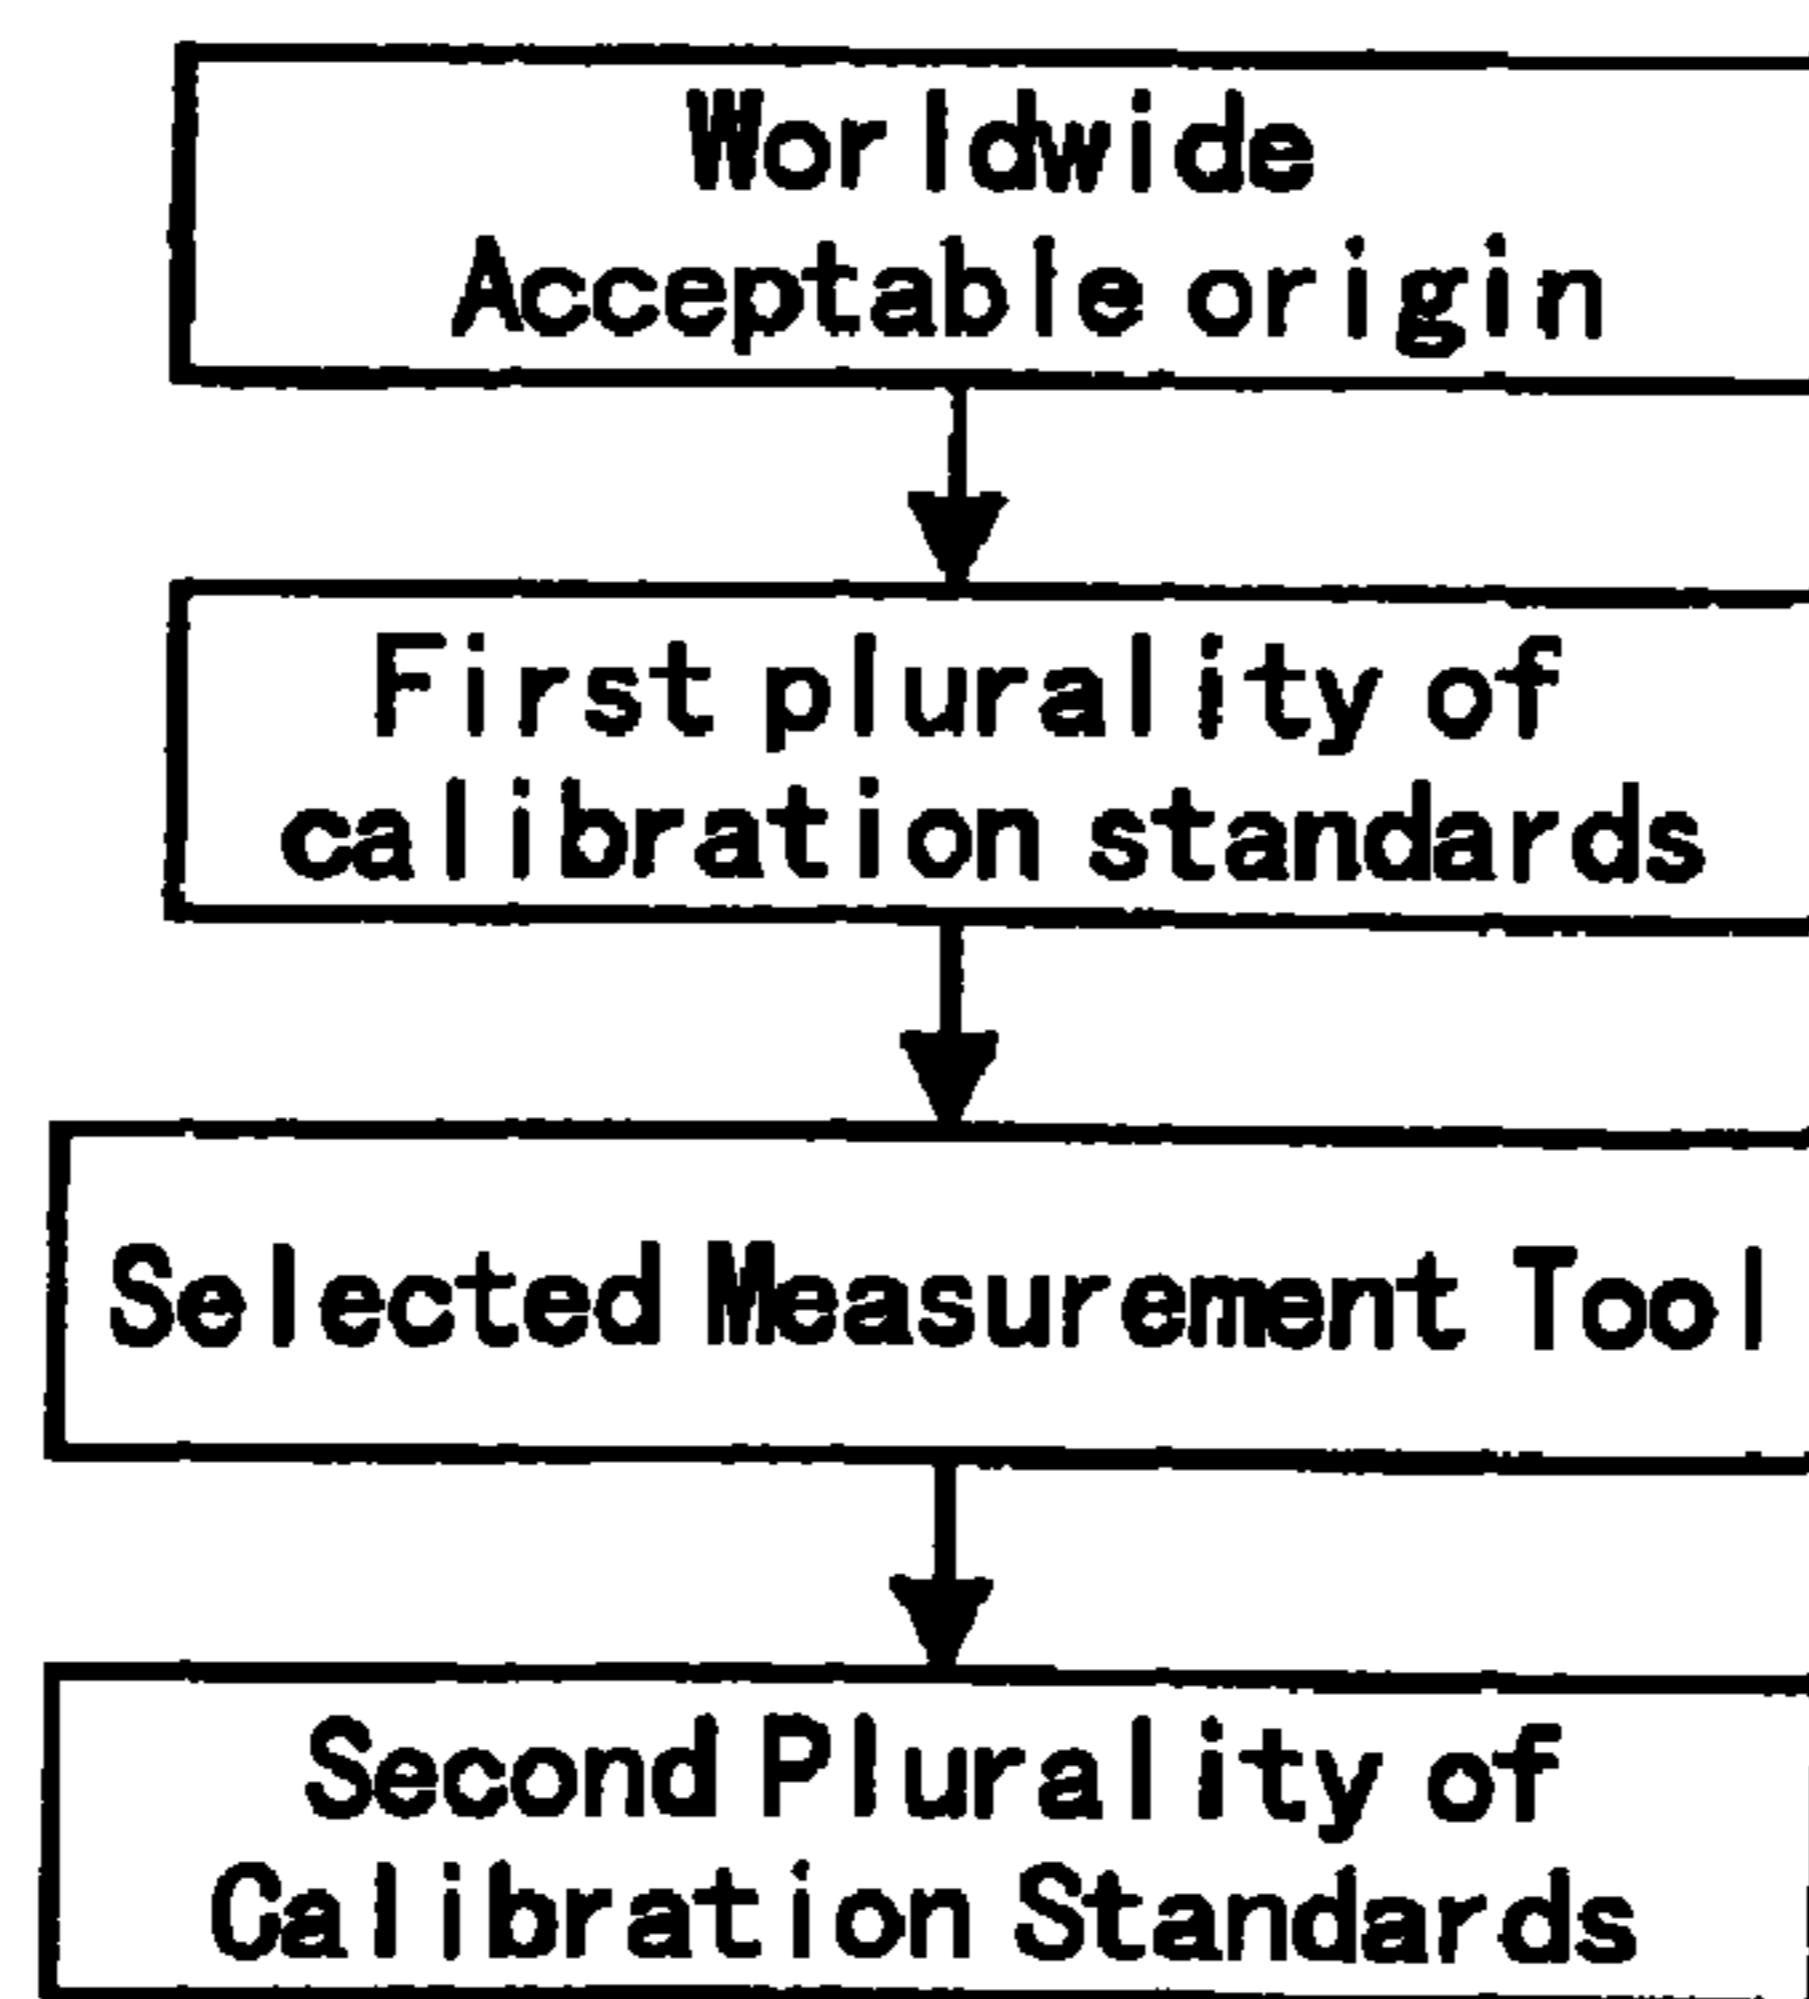 Worldwide
Acceptable origin
First plurality of
calibration standards
Selected Measurement Tool
Second Plurality of
Calibration Standards